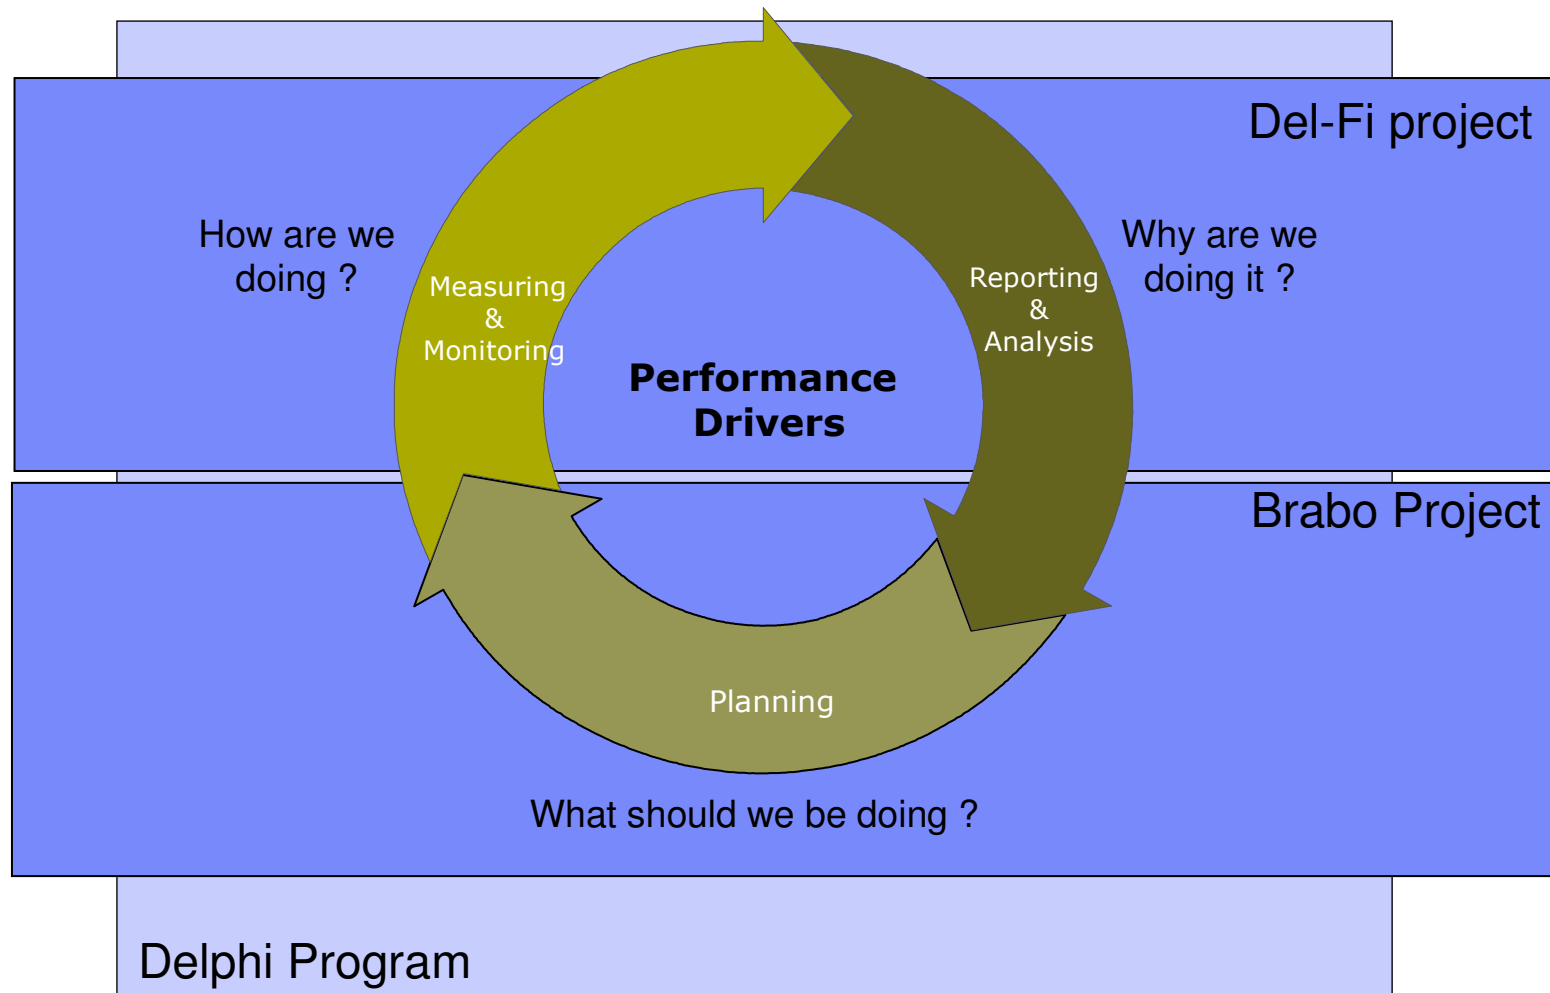 Del-Fi project
How are we
doing ?
Measuring
&
Monitoring
Reporting
&
Analysis
Why are we
doing it ?
Performance
Drivers
Brabo Project
Planning
What should we be doing ?
Delphi Program